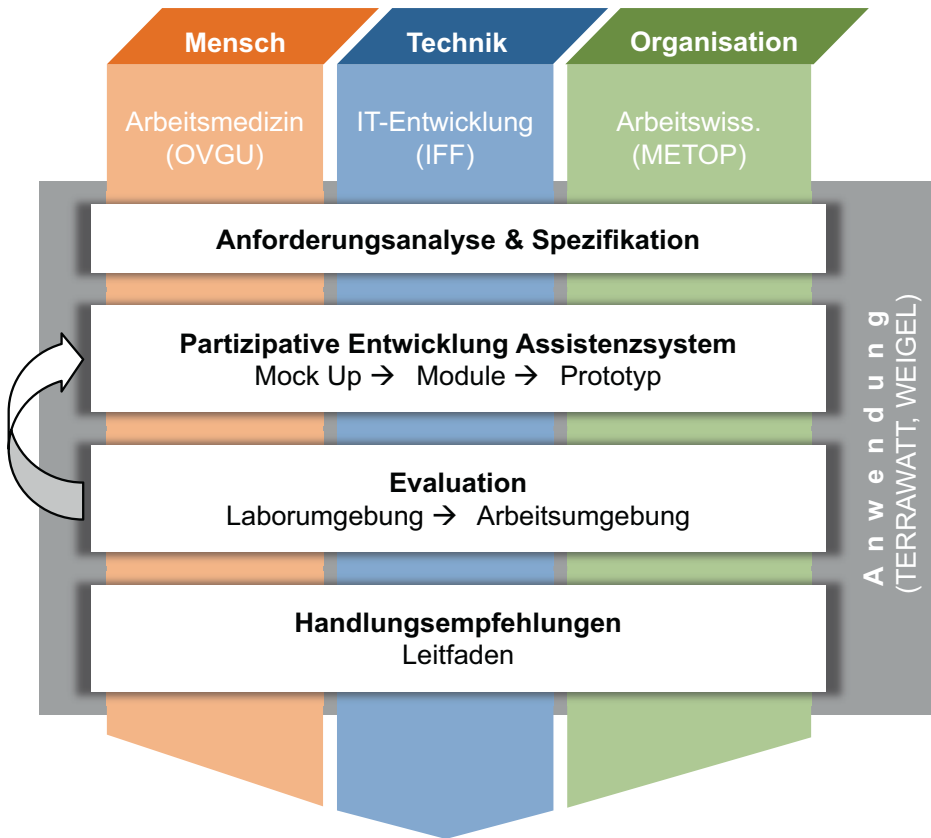 Mensch
Technik
Organisation
Arbeitsmedizin
(OVGU)
IT-Entwicklung
(IFF)
Arbeitswiss.
(METOP)
Anforderungsanalyse & Spezifikation
Partizipative Entwicklung Assistenzsystem
Mock Up → Module → Prototyp
Evaluation
Laborumgebung → Arbeitsumgebung
Handlungsempfehlungen
Leitfaden
Anwendung
(TERRAWATT, WEIGEL)